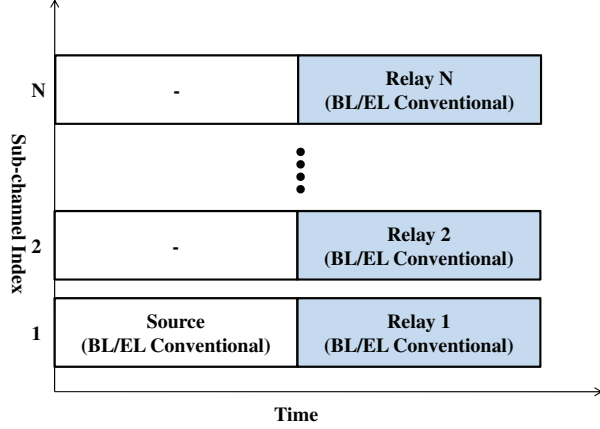 N
-
Relay N
(BL/EL Conventional)
Sub-channel Index
2
-
Relay 2
(BL/EL Conventional)
1
Source
(BL/EL Conventional)
Relay 1
(BL/EL Conventional)
Time